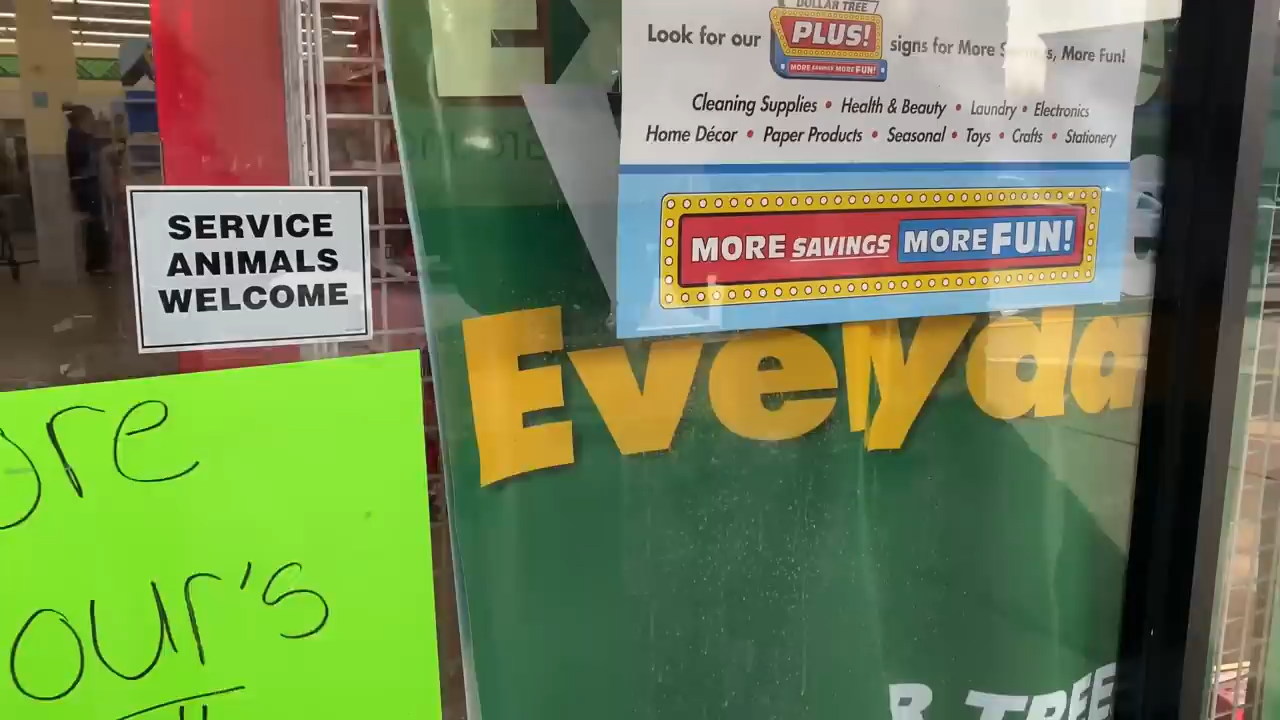 DOLLAR TREE
PLUS!
MORE SAVINGS MORE FUN!
Look for our
signs for More Savings, More Fun!
Cleaning Supplies • Health & Beauty • Laundry • Electronics
Home Décor • Paper Products • Seasonal • Toys • Crafts • Stationery
MORE SAVINGS MORE FUN!
SERVICE
ANIMALS
WELCOME
Everyda
ore
our's
R TREE